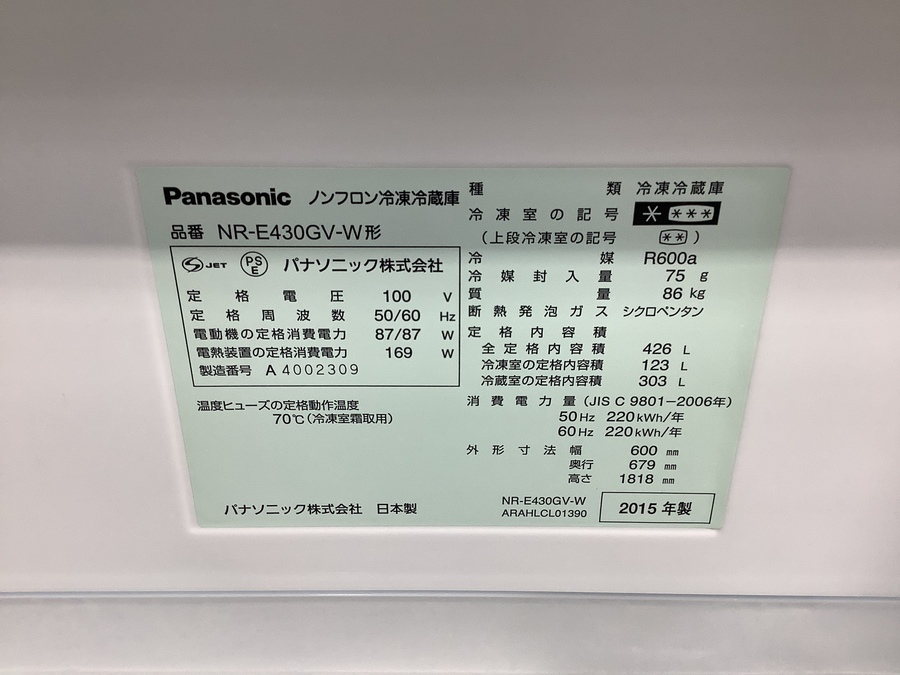 Panasonic ノンフロン冷凍冷蔵庫
品番 NR-E430GV-W形
S JET PSE パナソニック株式会社
定格電圧 100 V
定格周波数 50/60 Hz
電動機の定格消費電力 87/87 W
電熱装置の定格消費電力 169 W
製造番号 A 4002309
温度ヒューズの定格動作温度
70℃(冷凍室霜取用)
パナソニック株式会社 日本製
種類 冷凍冷蔵庫
冷凍室の記号 * ***
(上段冷凍室の記号 ** )
冷媒 R600a
冷媒封入量 75 g
質量 86 kg
断熱発泡ガス シクロペンタン
定格内容積
全定格内容積 426 L
冷凍室の定格内容積 123 L
冷蔵室の定格内容積 303 L
消費電力量(JIS C 9801-2006年)
50Hz 220kWh/年
60Hz 220kWh/年
外形寸法 幅 600 mm
奥行 679 mm
高さ 1818 mm
NR-E430GV-W
ARAHLCL01390
2015年製